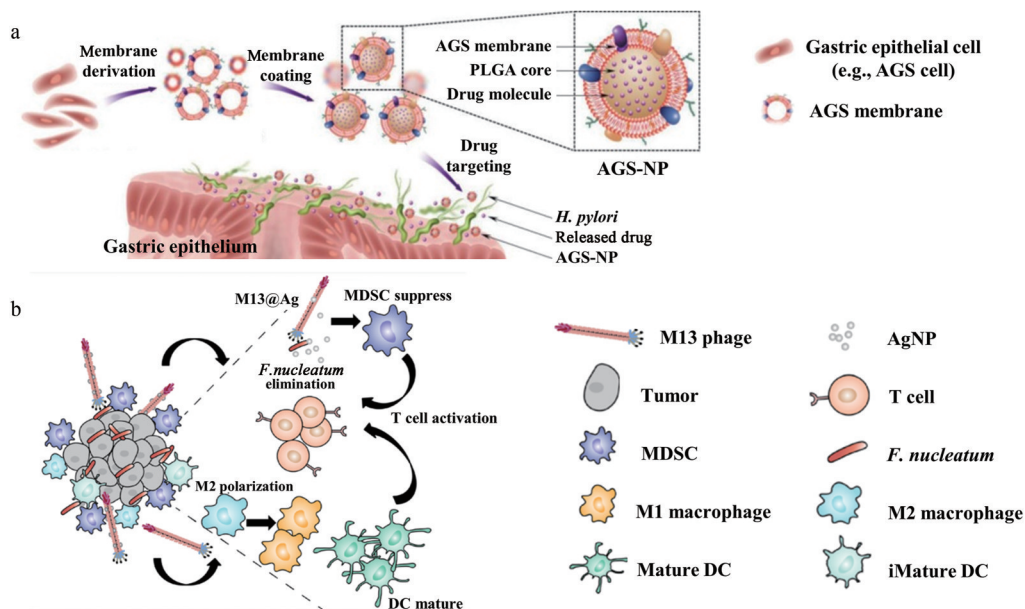 a
Membrane
derivation
Membrane
coating
AGS membrane
PLGA core
Drug molecule
AGS-NP
Gastric epithelial cell
(e.g., AGS cell)
AGS membrane
Drug
targeting
H. pylori
Released drug
AGS-NP
Gastric epithelium
b
M13@Ag
MDSC suppress
F.nucleatum
elimination
T cell activation
M2 polarization
DC mature
M13 phage
AgNP
Tumor
T cell
MDSC
F. nucleatum
M1 macrophage
M2 macrophage
Mature DC
iMature DC